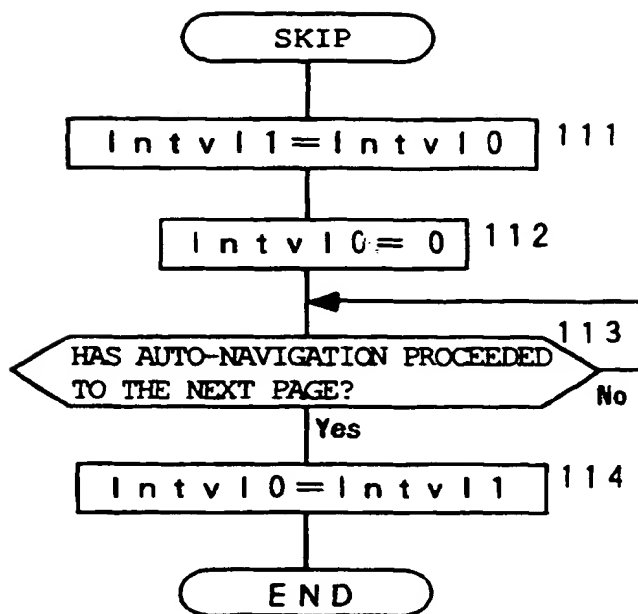 SKIP
Intvl1=Intvl0 111
Intvl0=0 112
113
HAS AUTO-NAVIGATION PROCEEDED
TO THE NEXT PAGE?
No
Yes
Intvl0=Intvl1 114
END